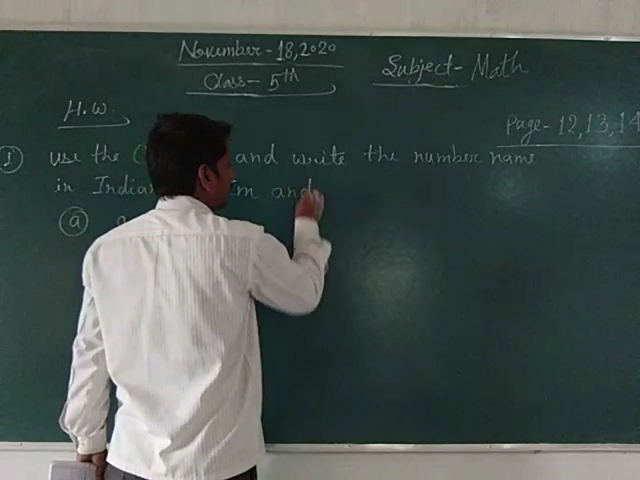 November - 18, 2020
Class - 5th
Subject - Math
H.W.
Page - 12, 13, 14
① use the and write the number name
in and
ⓐ